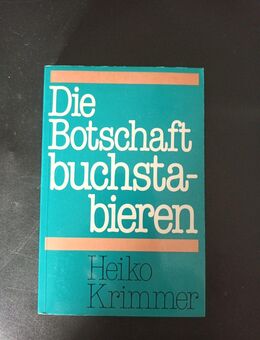 Die
Botschaft
buchsta-
bieren
Heiko
Krimmer